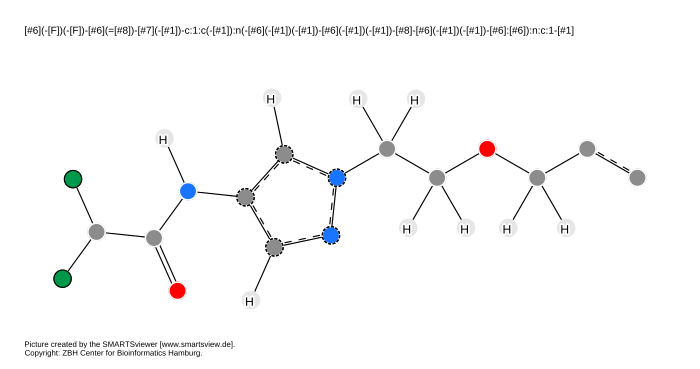 [#6](-[F])(-[F])-[#6](=[#8])-[#7](-[#1])-c:1:c(-[#1]):n(-[#6](-[#1])(-[#1])-[#6](-[#1])(-[#1])-[#8]-[#6](-[#1])(-[#1])-[#6]:[#6]):n:c:1-[#1]
H H H
H
H H H H
H
Picture created by the SMARTSviewer [www.smartsview.de].
Copyright: ZBH Center for Bioinformatics Hamburg.